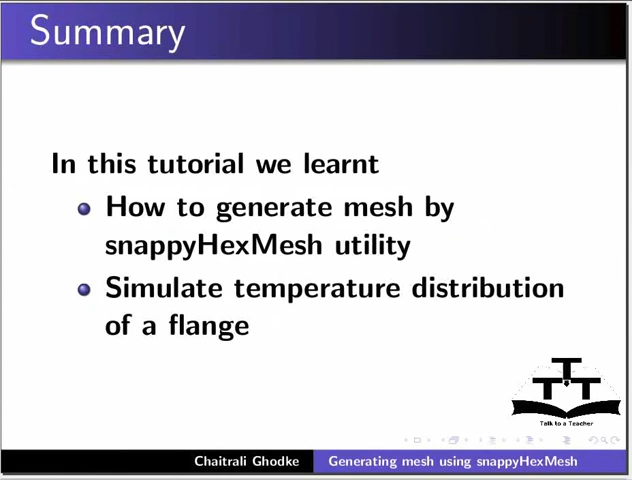 Summary
In this tutorial we learnt
How to generate mesh by
snappyHexMesh utility
Simulate temperature distribution
of a flange
T T T
Talk to a Teacher
Chaitrali Ghodke
Generating mesh using snappyHexMesh